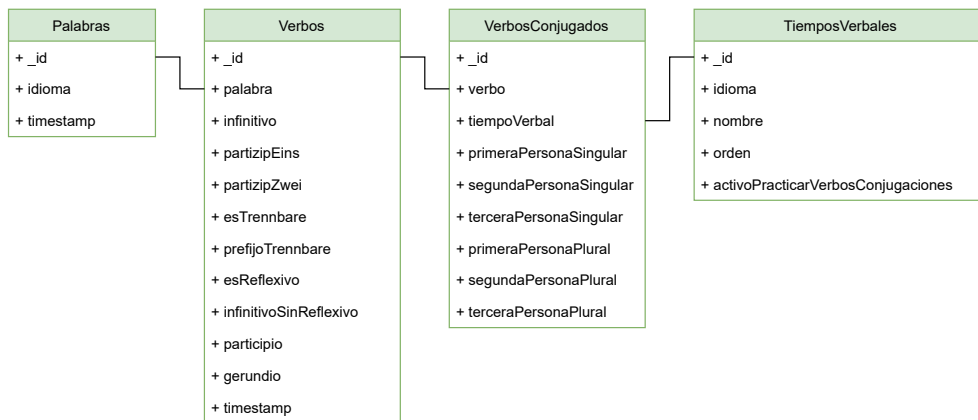 Palabras
+ _id
+ idioma
+ timestamp
Verbos
+ _id
+ palabra
+ infinitivo
+ partizipEins
+ partizipZwei
+ esTrennbare
+ prefijoTrennbare
+ esReflexivo
+ infinitivoSinReflexivo
+ participio
+ gerundio
+ timestamp
VerbosConjugados
+ _id
+ verbo
+ tiempoVerbal
+ primeraPersonaSingular
+ segundaPersonaSingular
+ terceraPersonaSingular
+ primeraPersonaPlural
+ segundaPersonaPlural
+ terceraPersonaPlural
TiemposVerbales
+ _id
+ idioma
+ nombre
+ orden
+ activoPracticarVerbosConjugaciones